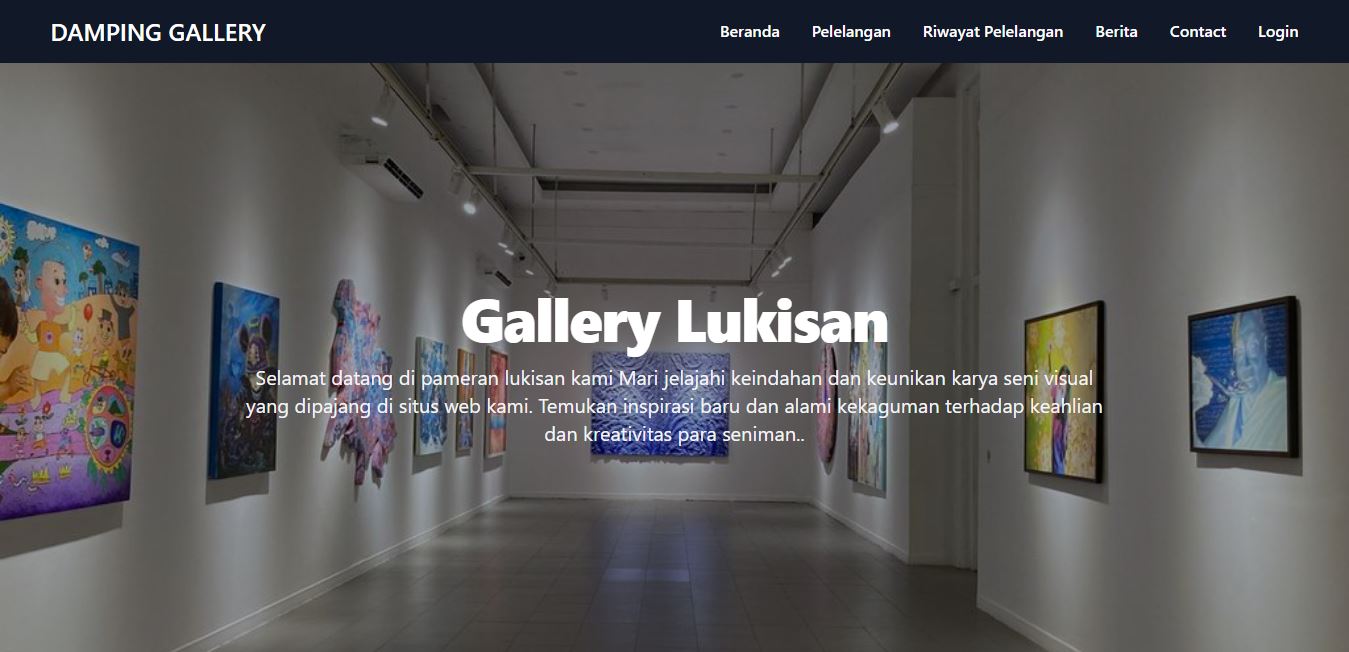 DAMPING GALLERY
Beranda Pelelangan Riwayat Pelelangan Berita Contact Login
Gallery Lukisan
Selamat datang di pameran lukisan kami Mari jelajahi keindahan dan keunikan karya seni visual
yang dipajang di situs web kami. Temukan inspirasi baru dan alami kekaguman terhadap keahlian
dan kreativitas para seniman..